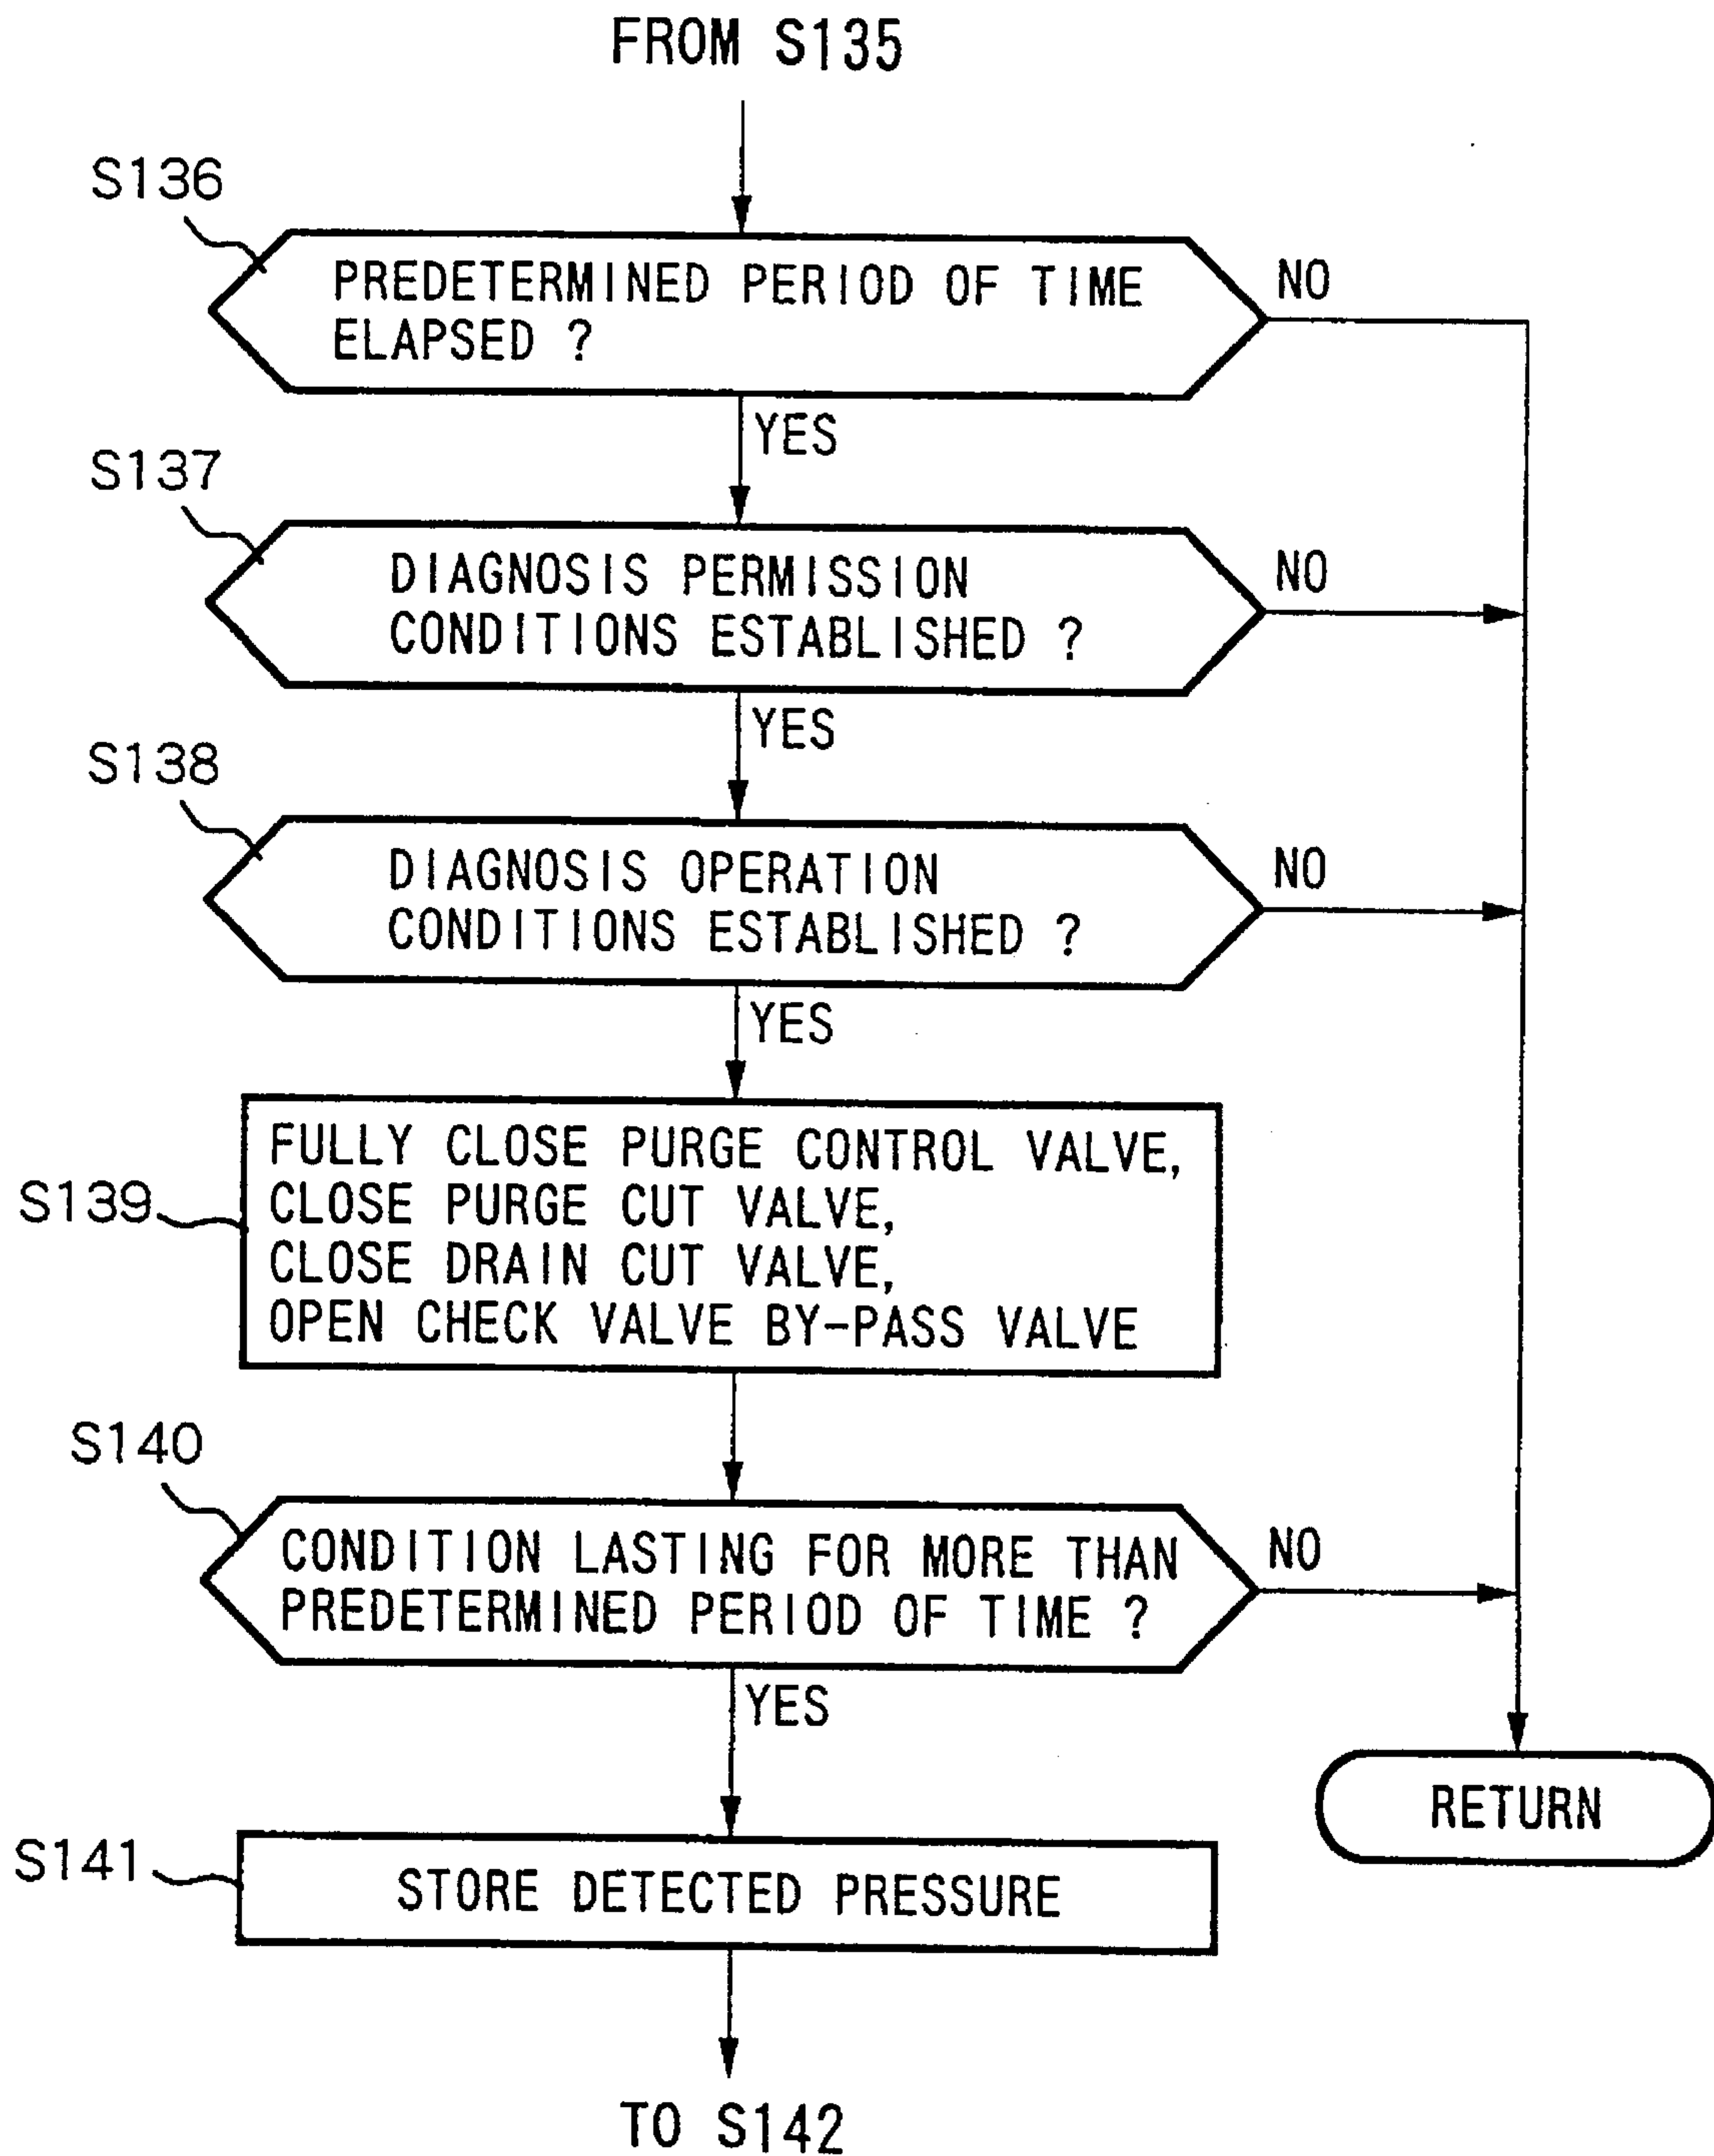 FROM S135
S136
PREDETERMINED PERIOD OF TIME
ELAPSED ?
NO
YES
S137
DIAGNOSIS PERMISSION
CONDITIONS ESTABLISHED ?
NO
YES
S138
DIAGNOSIS OPERATION
CONDITIONS ESTABLISHED ?
NO
YES
S139
FULLY CLOSE PURGE CONTROL VALVE,
CLOSE PURGE CUT VALVE,
CLOSE DRAIN CUT VALVE,
OPEN CHECK VALVE BY-PASS VALVE
S140
CONDITION LASTING FOR MORE THAN
PREDETERMINED PERIOD OF TIME ?
NO
YES
RETURN
S141
STORE DETECTED PRESSURE
TO S142